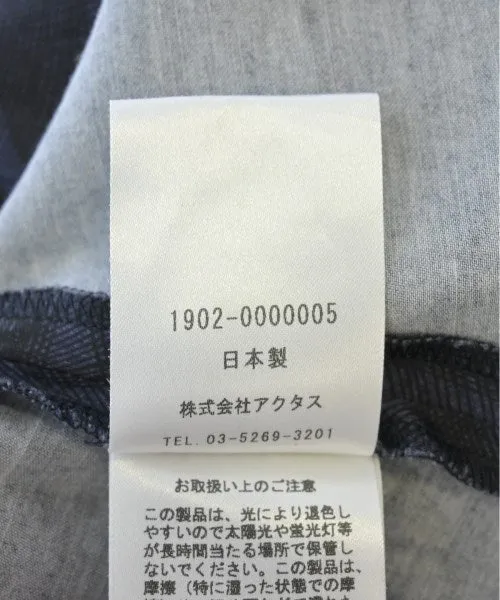 1902-0000005
日本製
株式会社アクタス
TEL. 03-5269-3201
お取扱い上のご注意
この製品は、光により退色し
やすいので太陽光や蛍光灯等
が長時間当たる場所で保管し
ないでください。この製品は、
摩擦（特に湿った状態での摩